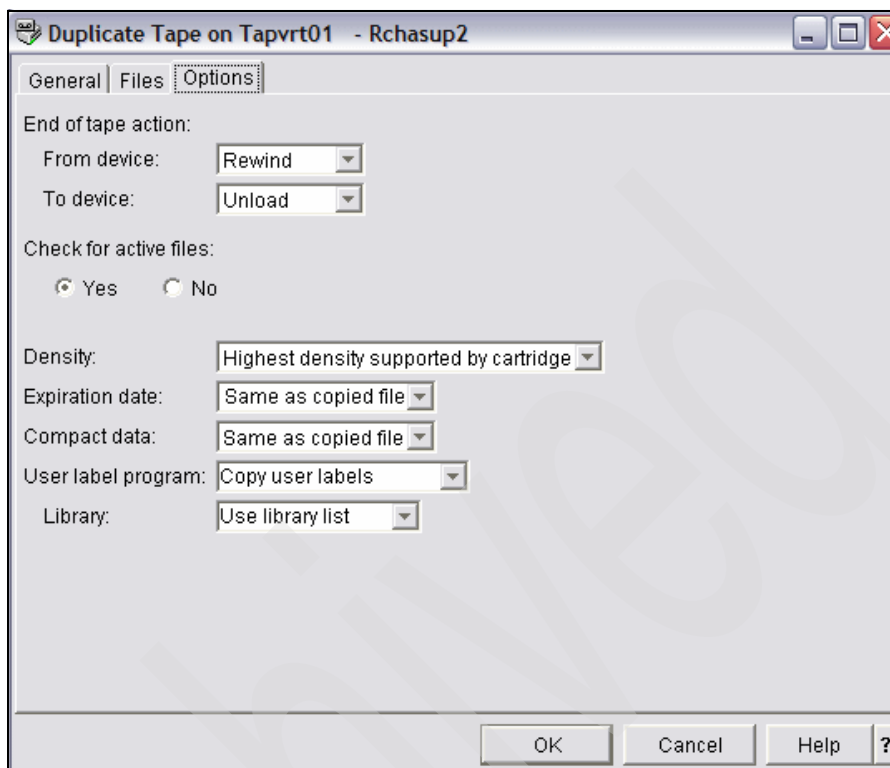 Duplicate Tape on Tapvrt01 - Rchasup2
General Files Options
End of tape action:
From device: Rewind
To device: Unload
Check for active files:
Yes No
Density: Highest density supported by cartridge
Expiration date: Same as copied file
Compact data: Same as copied file
User label program: Copy user labels
Library: Use library list
OK Cancel Help ?